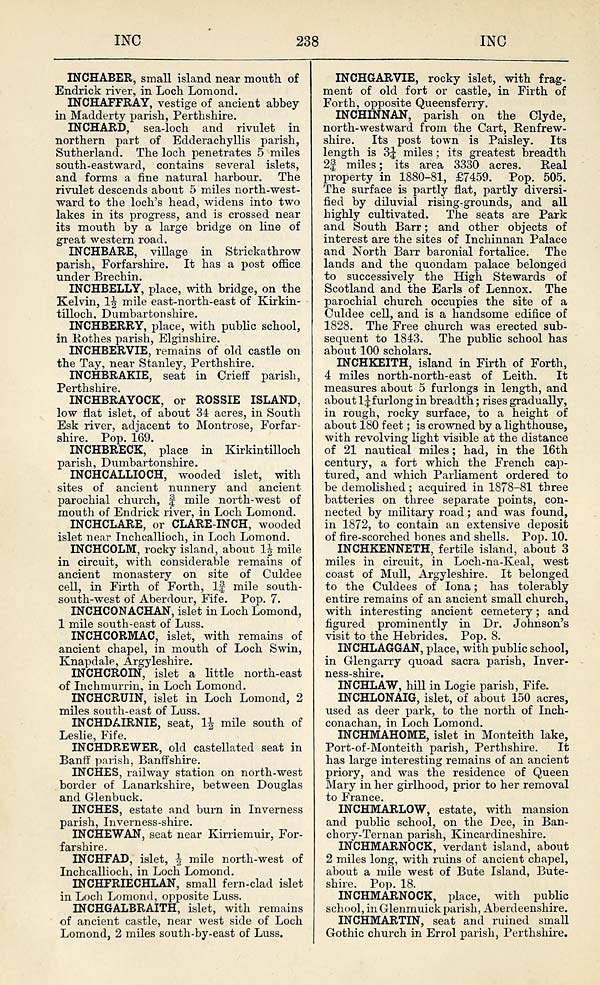 INC 238 INC
INCHABER, small island near mouth of
Endrick river, in Loch Lomond.
INCHAFFRAY, vestige of ancient abbey
in Madderty parish, Perthshire.
INCHARD, sea-loch and rivulet in
northern part of Edderachyllis parish,
Sutherland. The loch penetrates 5 miles
south-eastward, contains several islets,
and forms a fine natural harbour. The
rivulet descends about 5 miles north-west-
ward to the loch's head, widens into two
lakes in its progress, and is crossed near
its mouth by a large bridge on line of
great western road.
INCHBARE, village in Strickathrow
parish, Forfarshire. It has a post office
under Brechin.
INCHBELLY, place, with bridge, on the
Kelvin, 1½ mile east-north-east of Kirkin-
tilloch, Dumbartonshire.
INCHBERRY, place, with public school,
in Rothes parish, Elginshire.
INCHBERVIE, remains of old castle on
the Tay, near Stanley, Perthshire.
INCHBRAKIE, seat in Crieff parish,
Perthshire.
INCHBRAYOCK, or ROSSIE ISLAND,
low flat islet, of about 34 acres, in South
Esk river, adjacent to Montrose, Forfar-
shire. Pop. 169.
INCHBRECK, place in Kirkintilloch
parish, Dumbartonshire.
INCHCALLIOCH, wooded islet, with
sites of ancient nunnery and ancient
parochial church, ¾ mile north-west of
mouth of Endrick river, in Loch Lomond.
INCHCLARE, or CLARE-INCH, wooded
islet near Inchcallioch, in Loch Lomond.
INCHCOLM, rocky island, about 1½ mile
in circuit, with considerable remains of
ancient monastery on site of Culdee
cell, in Firth of Forth, 1¾ mile south-
south-west of Aberdour, Fife. Pop. 7.
INCHCONACHAN, islet in Loch Lomond,
1 mile south-east of Luss.
INCHCORMAC, islet, with remains of
ancient chapel, in mouth of Loch Swin,
Knapdale, Argyleshire.
INCHCROIN, islet a little north-east
of Inchmurrin, in Loch Lomond.
INCHCRUIN, islet in Loch Lomond, 2
miles south-east of Luss.
INCHDAIRNIE, seat, 1½ mile south of
Leslie, Fife.
INCHDREWER, old castellated seat in
Banff parish, Banffshire.
INCHES, railway station on north-west
border of Lanarkshire, between Douglas
and Glenbuck.
INCHES, estate and burn in Inverness
parish, Inverness-shire.
INCHEWAN, seat near Kirriemuir, For-
farshire.
INCHFAD, islet, ½ mile north-west of
Inchcallioch, in Loch Lomond.
INCHFRIECHLAN, small fern-clad islet
in Loch Lomond, opposite Luss.
INCHGALBRAITH, islet, with remains
of ancient castle, near west side of Loch
Lomond, 2 miles south-by-east of Luss.
INCHGARVIE, rocky islet, with frag-
ment of old fort or castle, in Firth of
Forth, opposite Queensferry.
INCHINNAN, parish on the Clyde,
north-westward from the Cart, Renfrew-
shire. Its post town is Paisley. Its
length is 3¼ miles; its greatest breadth
2¾ miles; its area 3330 acres. Real
property in 1880-81, £7459. Pop. 505.
The surface is partly flat, partly diversi-
fied by diluvial rising-grounds, and all
highly cultivated. The seats are Park
and South Barr; and other objects of
interest are the sites of Inchinnan Palace
and North Barr baronial fortalice. The
lands and the quondam palace belonged
to successively the High Stewards of
Scotland and the Earls of Lennox. The
parochial church occupies the site of a
Culdee cell, and is a handsome edifice of
1828. The Free church was erected sub-
sequent to 1843. The public school has
about 100 scholars.
INCHKEITH, island in Firth of Forth,
4 miles north-north-east of Leith. It
measures about 5 furlongs in length, and
about 1¼ furlong in breadth; rises gradually,
in rough, rocky surface, to a height of
about 180 feet; is crowned by a lighthouse,
with revolving light visible at the distance
of 21 nautical miles; had, in the 16th
century, a fort which the French cap-
tured, and which Parliament ordered to
be demolished; acquired in 1878-81 three
batteries on three separate points, con-
nected by military road; and was found,
in 1872, to contain an extensive deposit
of fire-scorched bones and shells. Pop. 10.
INCHKENNETH, fertile island, about 3
miles in circuit, in Loch-na-Keal, west
coast of Mull, Argyleshire. It belonged
to the Culdees of Iona; has tolerably
entire remains of an ancient small church,
with interesting ancient cemetery; and
figured prominently in Dr. Johnson's
visit to the Hebrides. Pop. 8.
INCHLAGGAN, place, with public school,
in Glengarry quoad sacra parish, Inver-
ness-shire.
INCHLAW, hill in Logie parish, Fife.
INCHLONAIG, islet, of about 150 acres,
used as deer park, to the north of Inch-
conachan, in Loch Lomond.
INCHMAHOME, islet in Monteith lake,
Port-of-Monteith parish, Perthshire. It
has large interesting remains of an ancient
priory, and was the residence of Queen
Mary in her girlhood, prior to her removal
to France.
INCHMARLOW, estate, with mansion
and public school, on the Dee, in Ban-
chory-Ternan parish, Kincardineshire.
INCHMARNOCK, verdant island, about
2 miles long, with ruins of ancient chapel,
about a mile west of Bute Island, Bute-
shire. Pop. 18.
INCHMARNOCK, place, with public
school, in Glenmuick parish, Aberdeenshire.
INCHMARTIN, seat and ruined small
Gothic church in Errol parish, Perthshire.